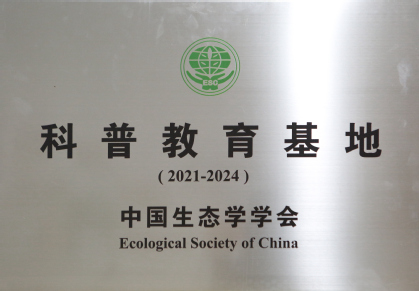 ESC
科普教育基地
( 2021-2024 )
中国生态学学会
Ecological Society of China